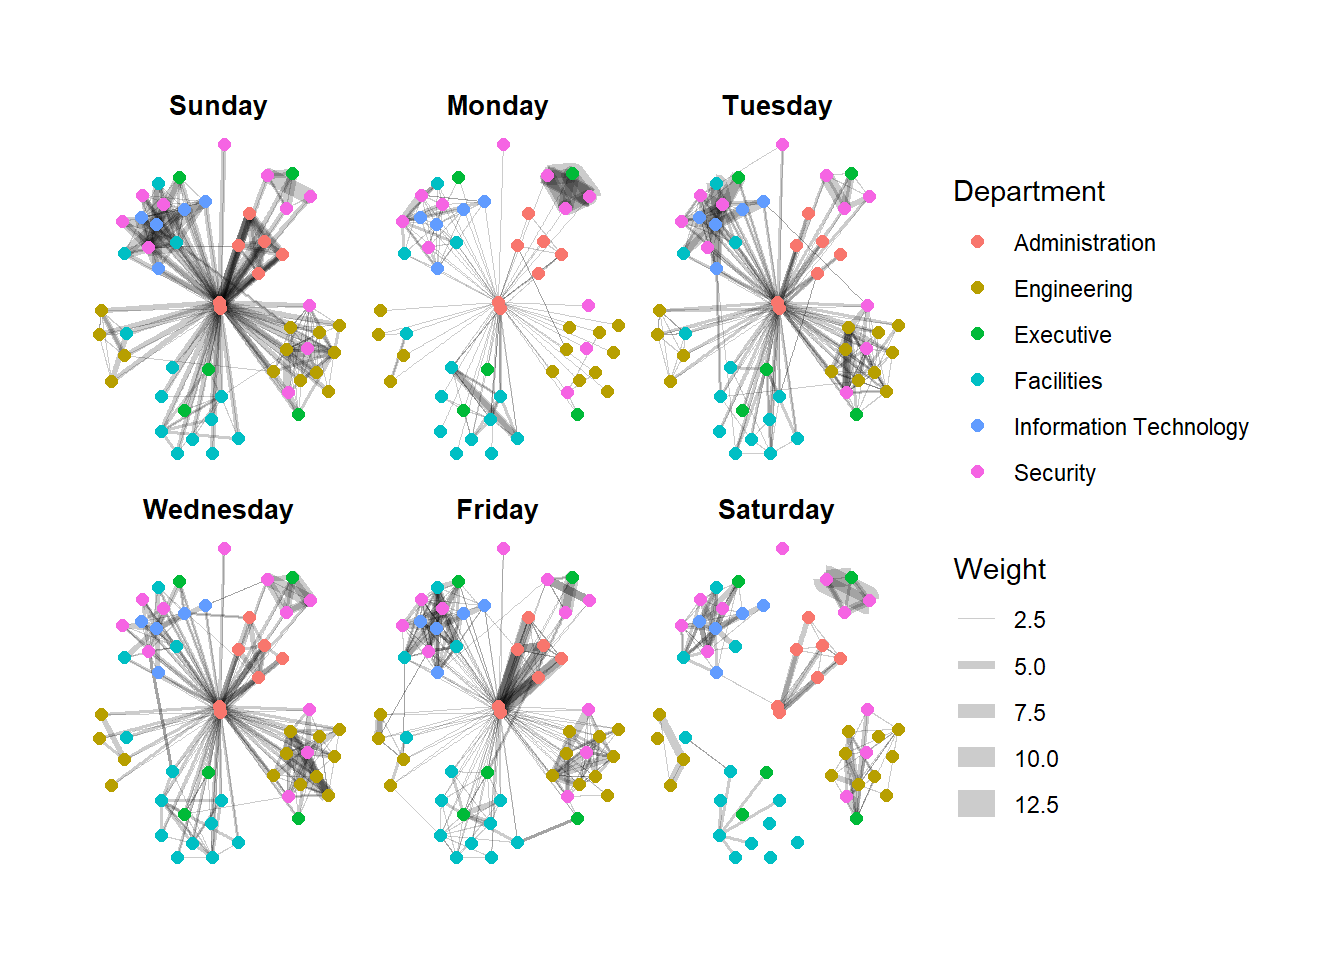 Sunday
Monday
Tuesday
Wednesday
Friday
Saturday
Department
Administration
Engineering
Executive
Facilities
Information Technology
Security
Weight
2.5
5.0
7.5
10.0
12.5